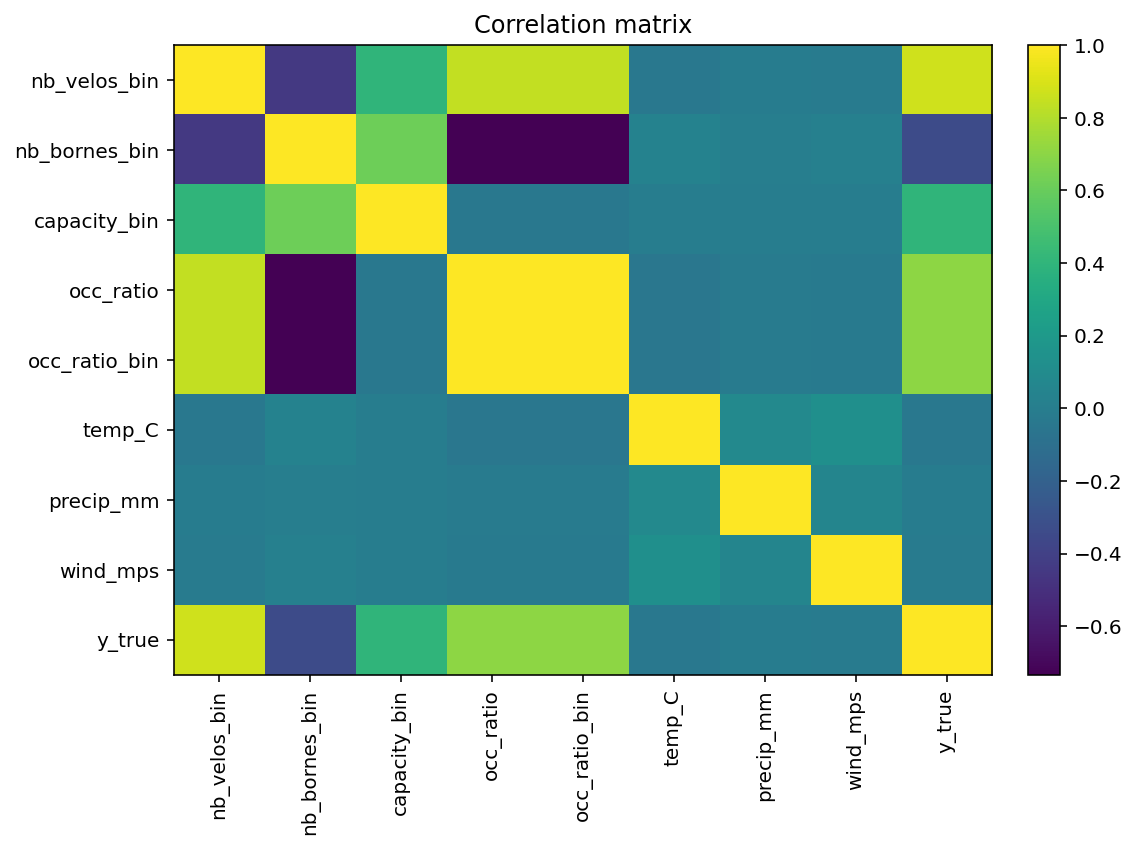 Correlation matrix
nb_velos_bin
nb_bornes_bin
capacity_bin
occ_ratio
occ_ratio_bin
temp_C
precip_mm
wind_mps
y_true
nb_velos_bin
nb_bornes_bin
capacity_bin
occ_ratio
occ_ratio_bin
temp_C
precip_mm
wind_mps
y_true
1.0
0.8
0.6
0.4
0.2
0.0
−0.2
−0.4
−0.6